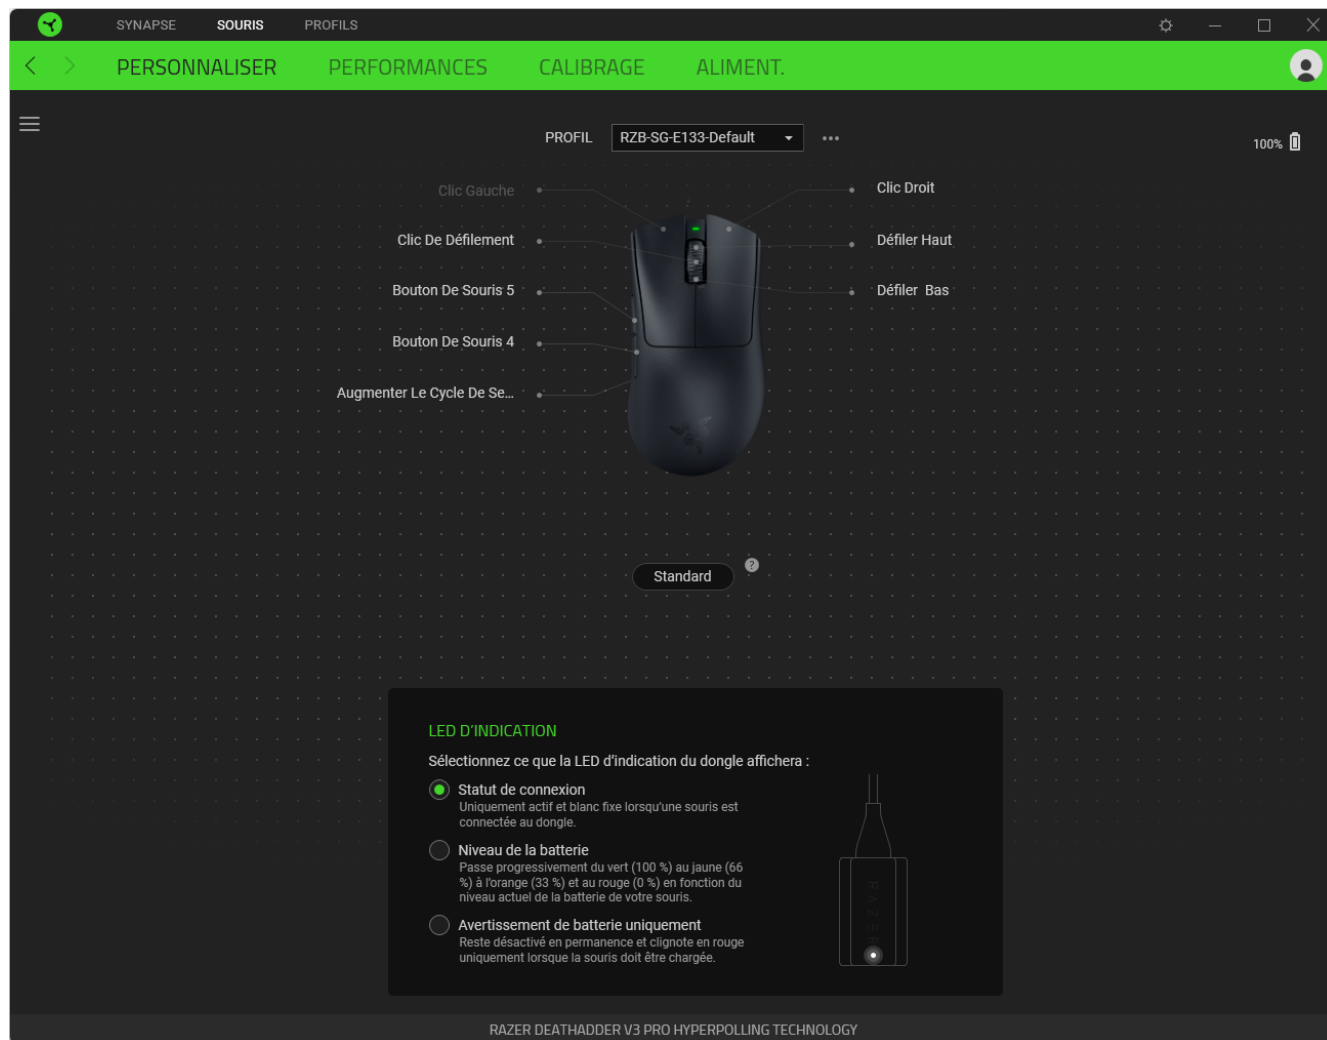 SYNAPSE SOURIS PROFILS
PERSONNALISER PERFORMANCES CALIBRAGE ALIMENT.
PROFIL RZB-SG-E133-Default
100%
Clic Gauche
Clic Droit
Clic De Défilement
Défiler Haut
Bouton De Souris 5
Défiler Bas
Bouton De Souris 4
Augmenter Le Cycle De Se...
Standard
?
LED D'INDICATION
Sélectionnez ce que la LED d'indication du dongle affichera :
Statut de connexion
Uniquement actif et blanc fixe lorsqu'une souris est
connectée au dongle.
Niveau de la batterie
Passe progressivement du vert (100 %) au jaune (66
%) à l'orange (33 %) et au rouge (0 %) en fonction du
niveau actuel de la batterie de votre souris.
Avertissement de batterie uniquement
Reste désactivé en permanence et clignote en rouge
uniquement lorsque la souris doit être chargée.
RAZER
RAZER DEATHADDER V3 PRO HYPERPOLLING TECHNOLOGY